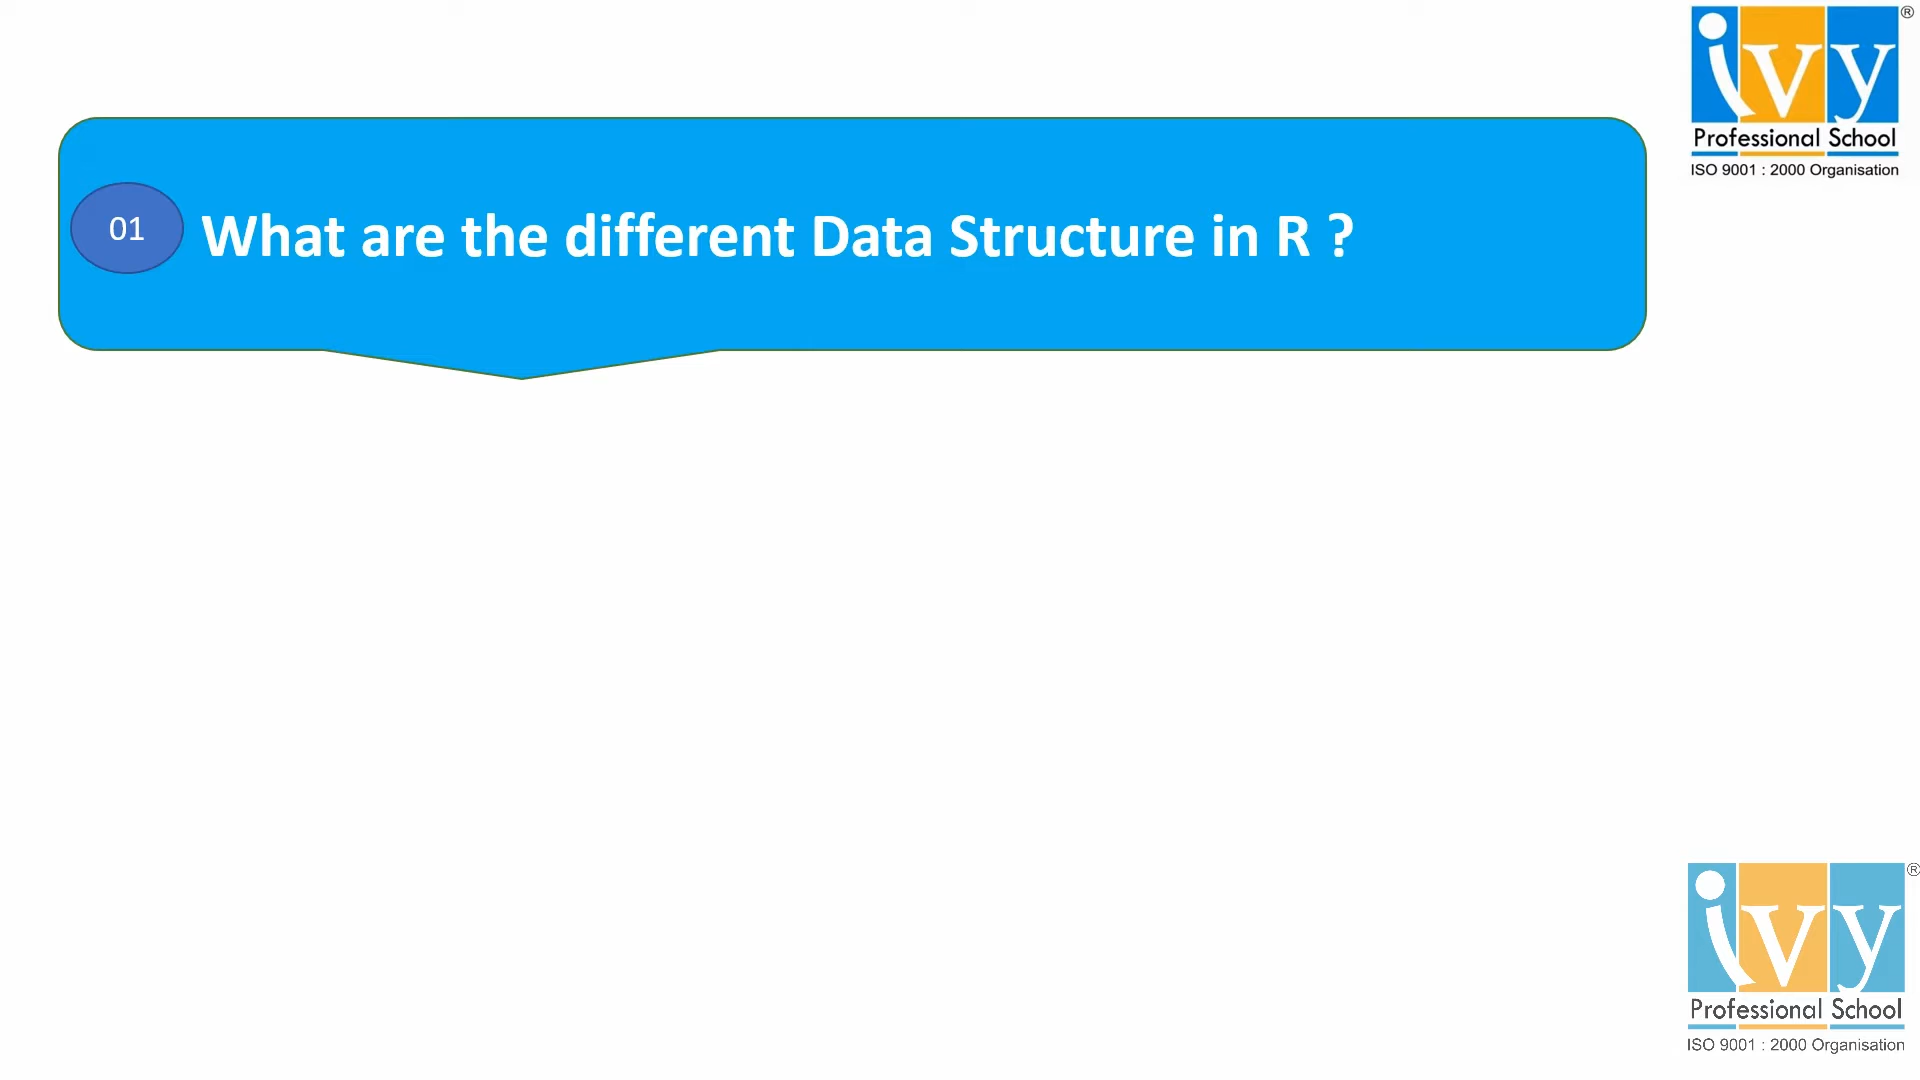 ivy ®
Professional School
ISO 9001 : 2000 Organisation
01 What are the different Data Structure in R ?
ivy ®
Professional School
ISO 9001 : 2000 Organisation